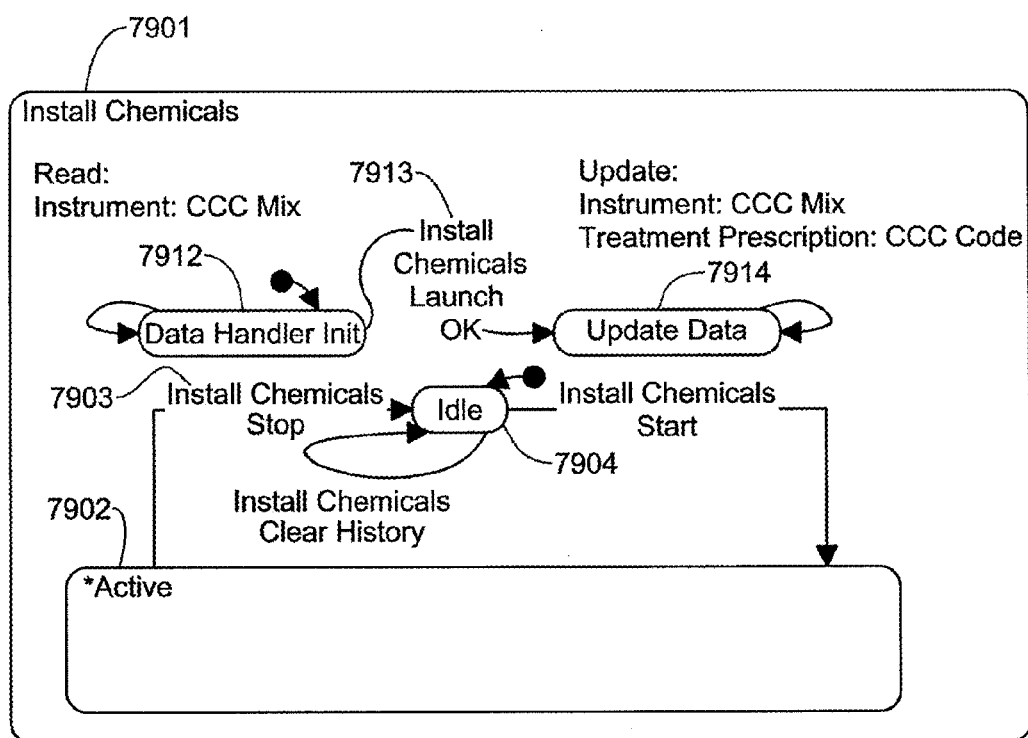 7901
Install Chemicals
Read:
Instrument: CCC Mix
7913
Update:
Instrument: CCC Mix
Treatment Prescription: CCC Code
7912
Install
Chemicals
Launch
OK
7914
Data Handler Init
Update Data
7903
Install Chemicals
Stop
Idle
Install Chemicals
Start
7904
Install Chemicals
Clear History
7902
*Active